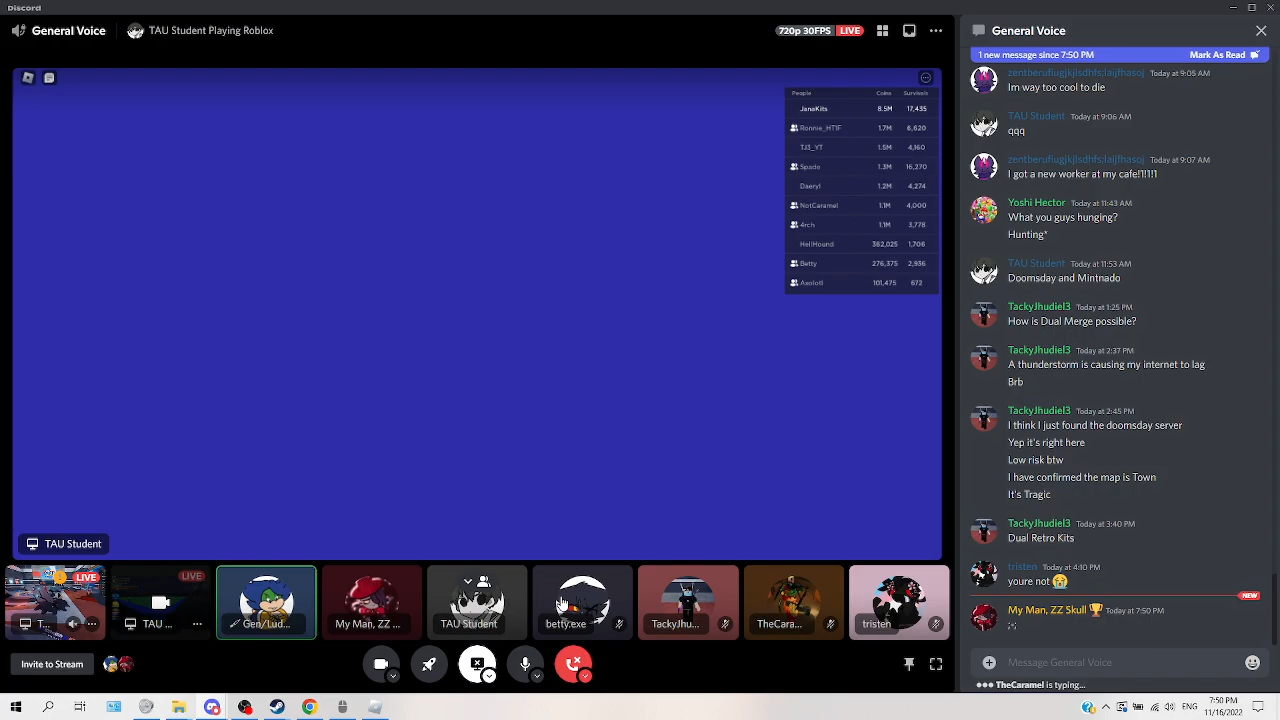 Discord
General Voice
TAU Student Playing Roblox
720p 30FPS LIVE
People Coins Survivals
JanaKits 8.5M 17,435
Ronnie_HT1F 1.7M 6,620
TJ3_YT 1.5M 4,160
Spade 1.3M 16,270
Daeryl 1.2M 4,274
NotCaramel 1.1M 4,000
4rch 1.1M 3,778
HellHound 362,025 1,706
Betty 276,375 2,936
Axolotl 101,475 672
TAU Student
LIVE
T...
LIVE
TAU ...
Gen/Lud...
My Man, ZZ ...
TAU Student
betty.exe
TackyJhu...
TheCara...
tristen
Invite to Stream
General Voice
1 new message since 7:50 PM Mark As Read
Today at 9:05 AM
Im way too cool to die
TAU Student Today at 9:06 AM
qqq
Today at 9:07 AM
I got a new worker at my cafe!1!1!1
Yoshi Hector Today at 11:43 AM
What you guys hunging?
Hunting*
TAU Student Today at 11:53 AM
Doomsday and Mintnado
TackyJhudiel3 Today at 1:25 PM
How is Dual Merge possible?
TackyJhudiel3 Today at 2:37 PM
A thunderstorm is causing my internet to lag
Brb
TackyJhudiel3 Today at 2:45 PM
I think I just found the doomsday server
Yep it's right here
Low risk btw
I have confirmed the map is Town
It's Tragic
TackyJhudiel3 Today at 3:40 PM
Dual Retro Kits
tristen Today at 4:10 PM
youre not 😭
NEW
My Man, ZZ Skull 🏆 Today at 7:50 PM
Message General Voice
TheCaramel is typing...
ENG
7:50 PM
11/16/2022